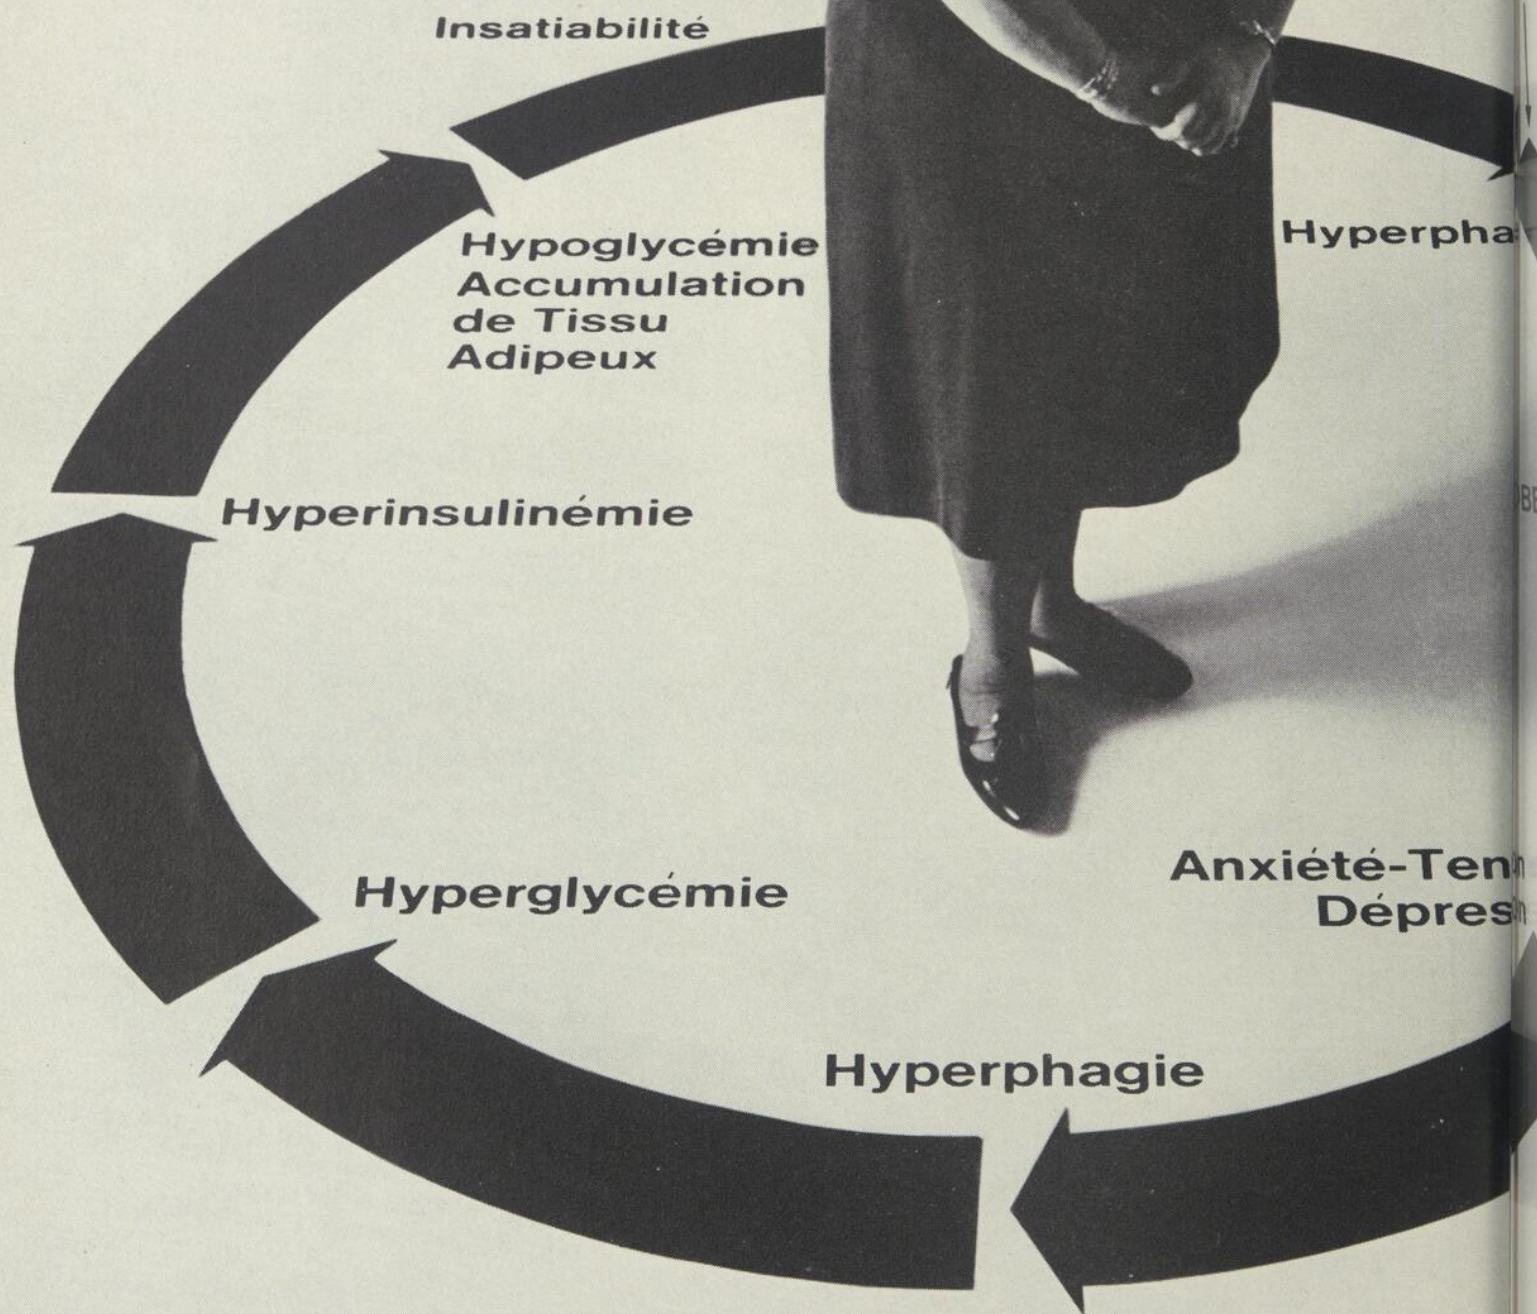 Insatiabilité
Hypoglycémie
Accumulation
de Tissu
Adipeux
Hyperpha
Hyperinsulinémie
Hyperglycémie
Anxiété-Ten
Dépres
Hyperphagie